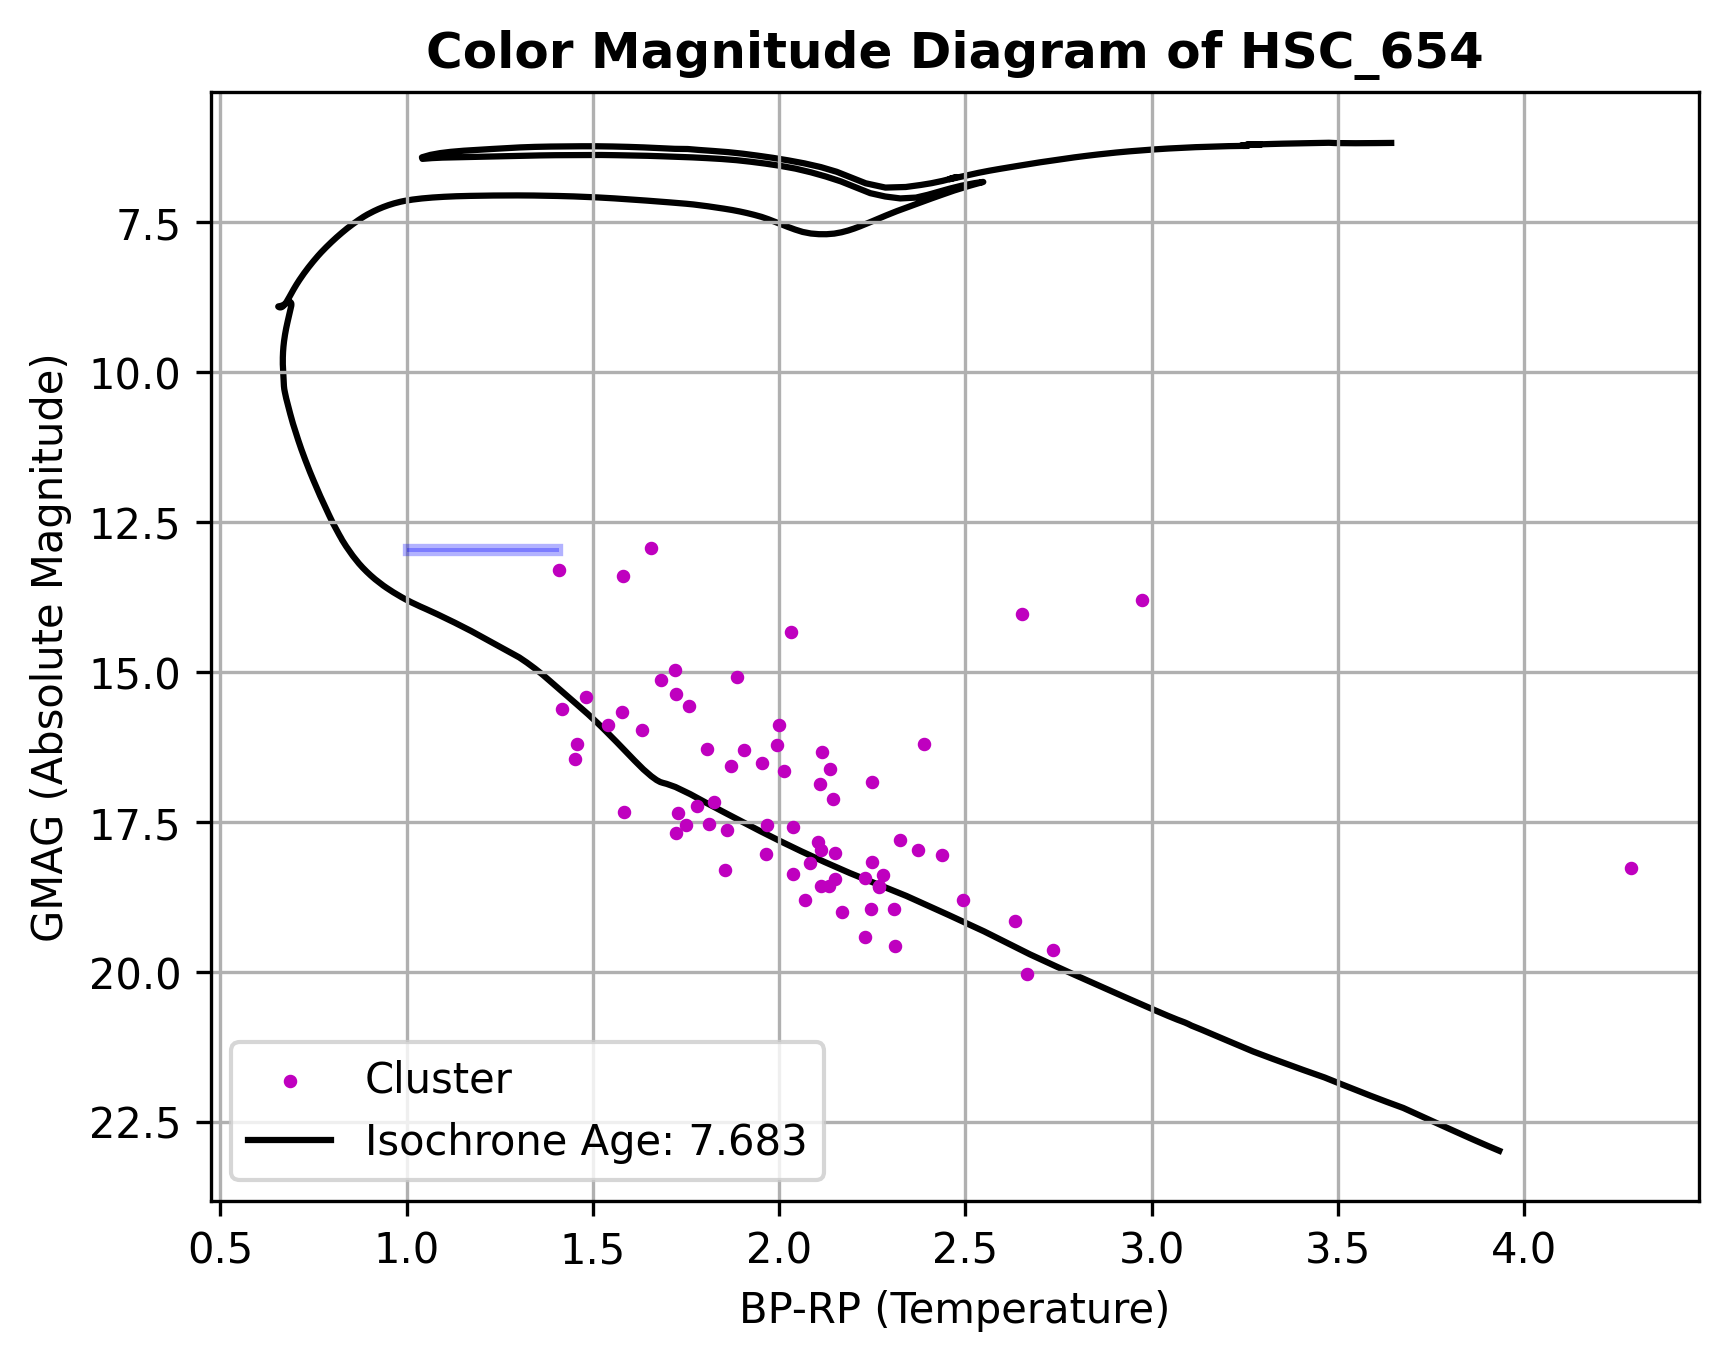 Color Magnitude Diagram of HSC_654
GMAG (Absolute Magnitude)
7.5
10.0
12.5
15.0
17.5
20.0
22.5
Cluster
Isochrone Age: 7.683
0.5 1.0 1.5 2.0 2.5 3.0 3.5 4.0
BP-RP (Temperature)